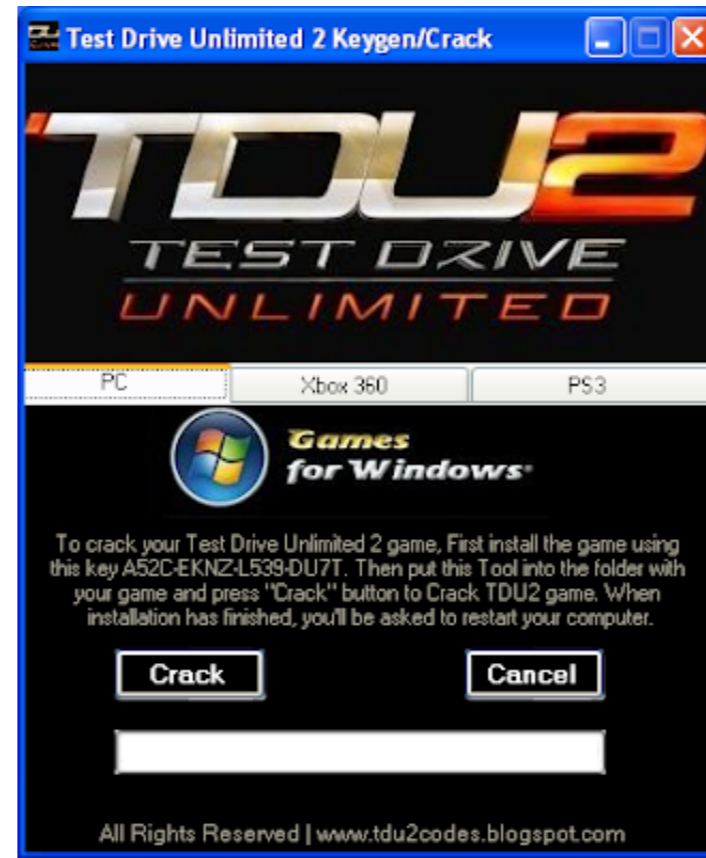 Test Drive Unlimited 2 Keygen/Crack
TDU2
TEST DRIVE
UNLIMITED
PC
Xbox 360
PS3
Games
for Windows
To crack your Test Drive Unlimited 2 game, First install the game using
this key A52C-EKNZ-L539-DU7T. Then put this Tool into the folder with
your game and press "Crack" button to Crack TDU2 game. When
installation has finished, you'll be asked to restart your computer.
Crack
Cancel
All Rights Reserved | www.tdu2codes.blogspot.com